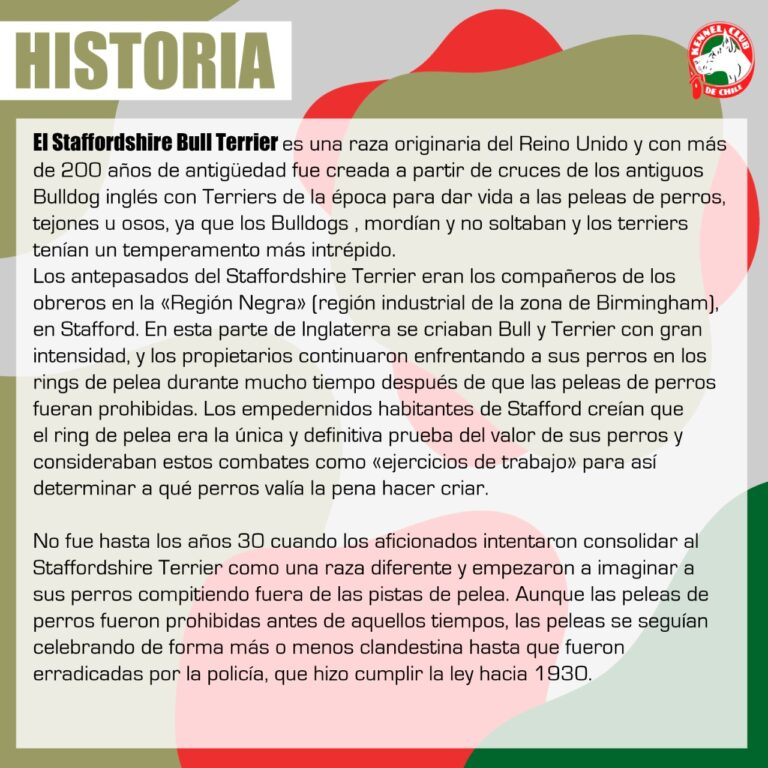 HISTORIA
KENNEL CLUB
DE CHILE
El Staffordshire Bull Terrier es una raza originaria del Reino Unido y con más
de 200 años de antigüedad fue creada a partir de cruces de los antiguos
Bulldog inglés con Terriers de la época para dar vida a las peleas de perros,
tejones u osos, ya que los Bulldogs , mordían y no soltaban y los terriers
tenían un temperamento más intrépido.
Los antepasados del Staffordshire Terrier eran los compañeros de los
obreros en la «Región Negra» (región industrial de la zona de Birmingham),
en Stafford. En esta parte de Inglaterra se criaban Bull y Terrier con gran
intensidad, y los propietarios continuaron enfrentando a sus perros en los
rings de pelea durante mucho tiempo después de que las peleas de perros
fueran prohibidas. Los empedernidos habitantes de Stafford creían que
el ring de pelea era la única y definitiva prueba del valor de sus perros y
consideraban estos combates como «ejercicios de trabajo» para así
determinar a qué perros valía la pena hacer criar.
No fue hasta los años 30 cuando los aficionados intentaron consolidar al
Staffordshire Terrier como una raza diferente y empezaron a imaginar a
sus perros compitiendo fuera de las pistas de pelea. Aunque las peleas de
perros fueron prohibidas antes de aquellos tiempos, las peleas se seguían
celebrando de forma más o menos clandestina hasta que fueron
erradicadas por la policía, que hizo cumplir la ley hacia 1930.